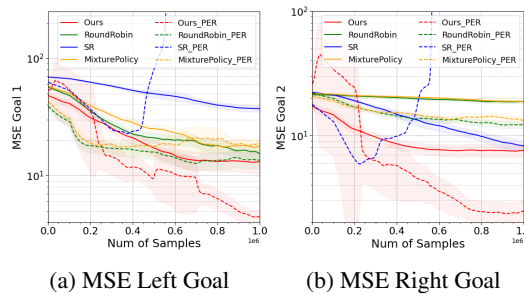 Ours
RoundRobin
SR
MixturePolicy
Ours_PER
RoundRobin_PER
SR_PER
MixturePolicy_PER
10²
10¹
MSE Goal 1
0.0 0.2 0.4 0.6 0.8 1.0
1e6
Num of Samples
Ours
RoundRobin
SR
MixturePolicy
Ours_PER
RoundRobin_PER
SR_PER
MixturePolicy_PER
10²
10¹
MSE Goal 2
0.0 0.2 0.4 0.6 0.8 1.0
1e6
Num of Samples
(a) MSE Left Goal
(b) MSE Right Goal